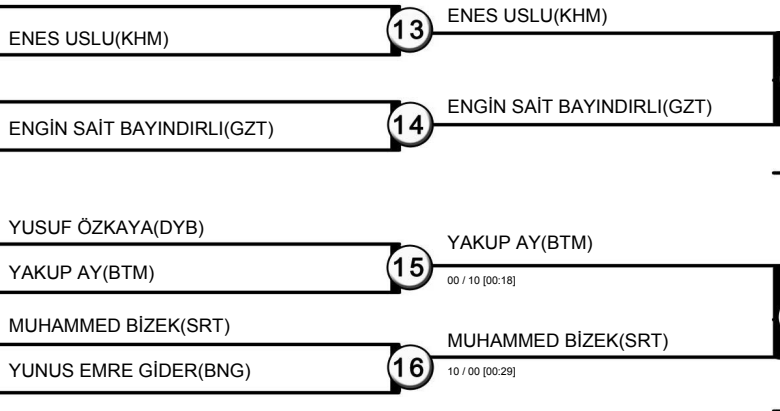 ENES USLU(KHM)
13
ENES USLU(KHM)
ENGİN SAİT BAYINDIRLI(GZT)
14
ENGİN SAİT BAYINDIRLI(GZT)
YUSUF ÖZKAYA(DYB)
YAKUP AY(BTM)
15
YAKUP AY(BTM)
00 / 10 [00:18]
MUHAMMED BİZEK(SRT)
YUNUS EMRE GİDER(BNG)
16
MUHAMMED BİZEK(SRT)
10 / 00 [00:29]